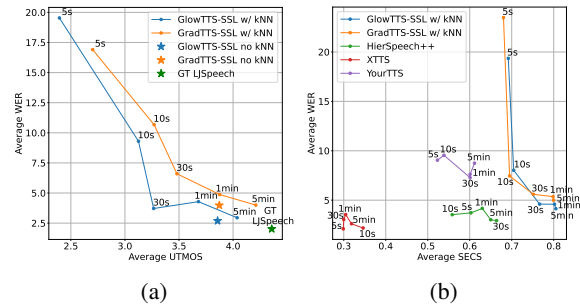 GlowTTS-SSL w/ kNN
GradTTS-SSL w/ kNN
GlowTTS-SSL no kNN
GradTTS-SSL no kNN
GT LJSpeech
5s
5s
10s
10s
30s
30s
1min
1min
5min
5min
GT
LJSpeech
20.0
17.5
15.0
12.5
10.0
7.5
5.0
2.5
2.5
3.0
3.5
4.0
Average WER
Average UTMOS
(a)
GlowTTS-SSL w/ kNN
GradTTS-SSL w/ kNN
HierSpeech++
XTTS
YourTTS
5s
5s
10s
10s
30s
30s
1min
5min
5min
5s
10s
30s
1min
5min
10s
5s
1min
30s
5min
5s
30s
1min
5min
10s
20
15
10
5
0.3
0.4
0.5
0.6
0.7
0.8
Average WER
Average SECS
(b)